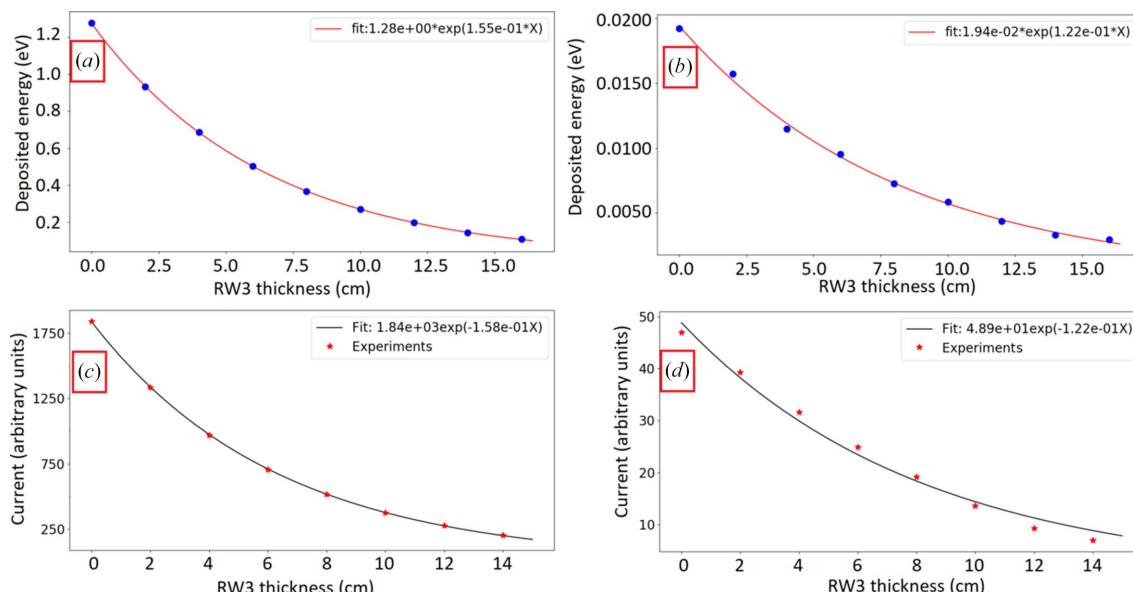 (a)
fit:1.28e+00*exp(1.55e-01*X)
Deposited energy (eV)
1.2
1.0
0.8
0.6
0.4
0.2
0.0 2.5 5.0 7.5 10.0 12.5 15.0
RW3 thickness (cm)
(b)
fit:1.94e-02*exp(1.22e-01*X)
Deposited energy (eV)
0.0200
0.0150
0.0100
0.0050
0.0 2.5 5.0 7.5 10.0 12.5 15.0
RW3 thickness (cm)
(c)
Fit: 1.84e+03exp(-1.58e-01X)
Experiments
Current (arbitrary units)
1750
1250
750
250
0 2 4 6 8 10 12 14
RW3 thickness (cm)
(d)
Fit: 4.89e+01exp(-1.22e-01X)
Experiments
Current (arbitrary units)
50
40
30
20
10
0 2 4 6 8 10 12 14
RW3 thickness (cm)